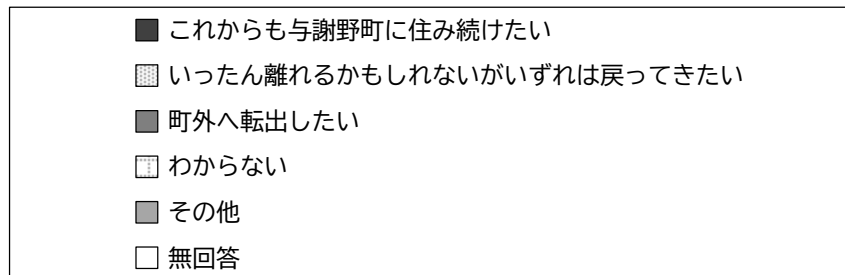 これからも与謝野町に住み続けたい
いったん離れるかもしれないがいずれは戻ってきたい
町外へ転出したい
わからない
その他
無回答